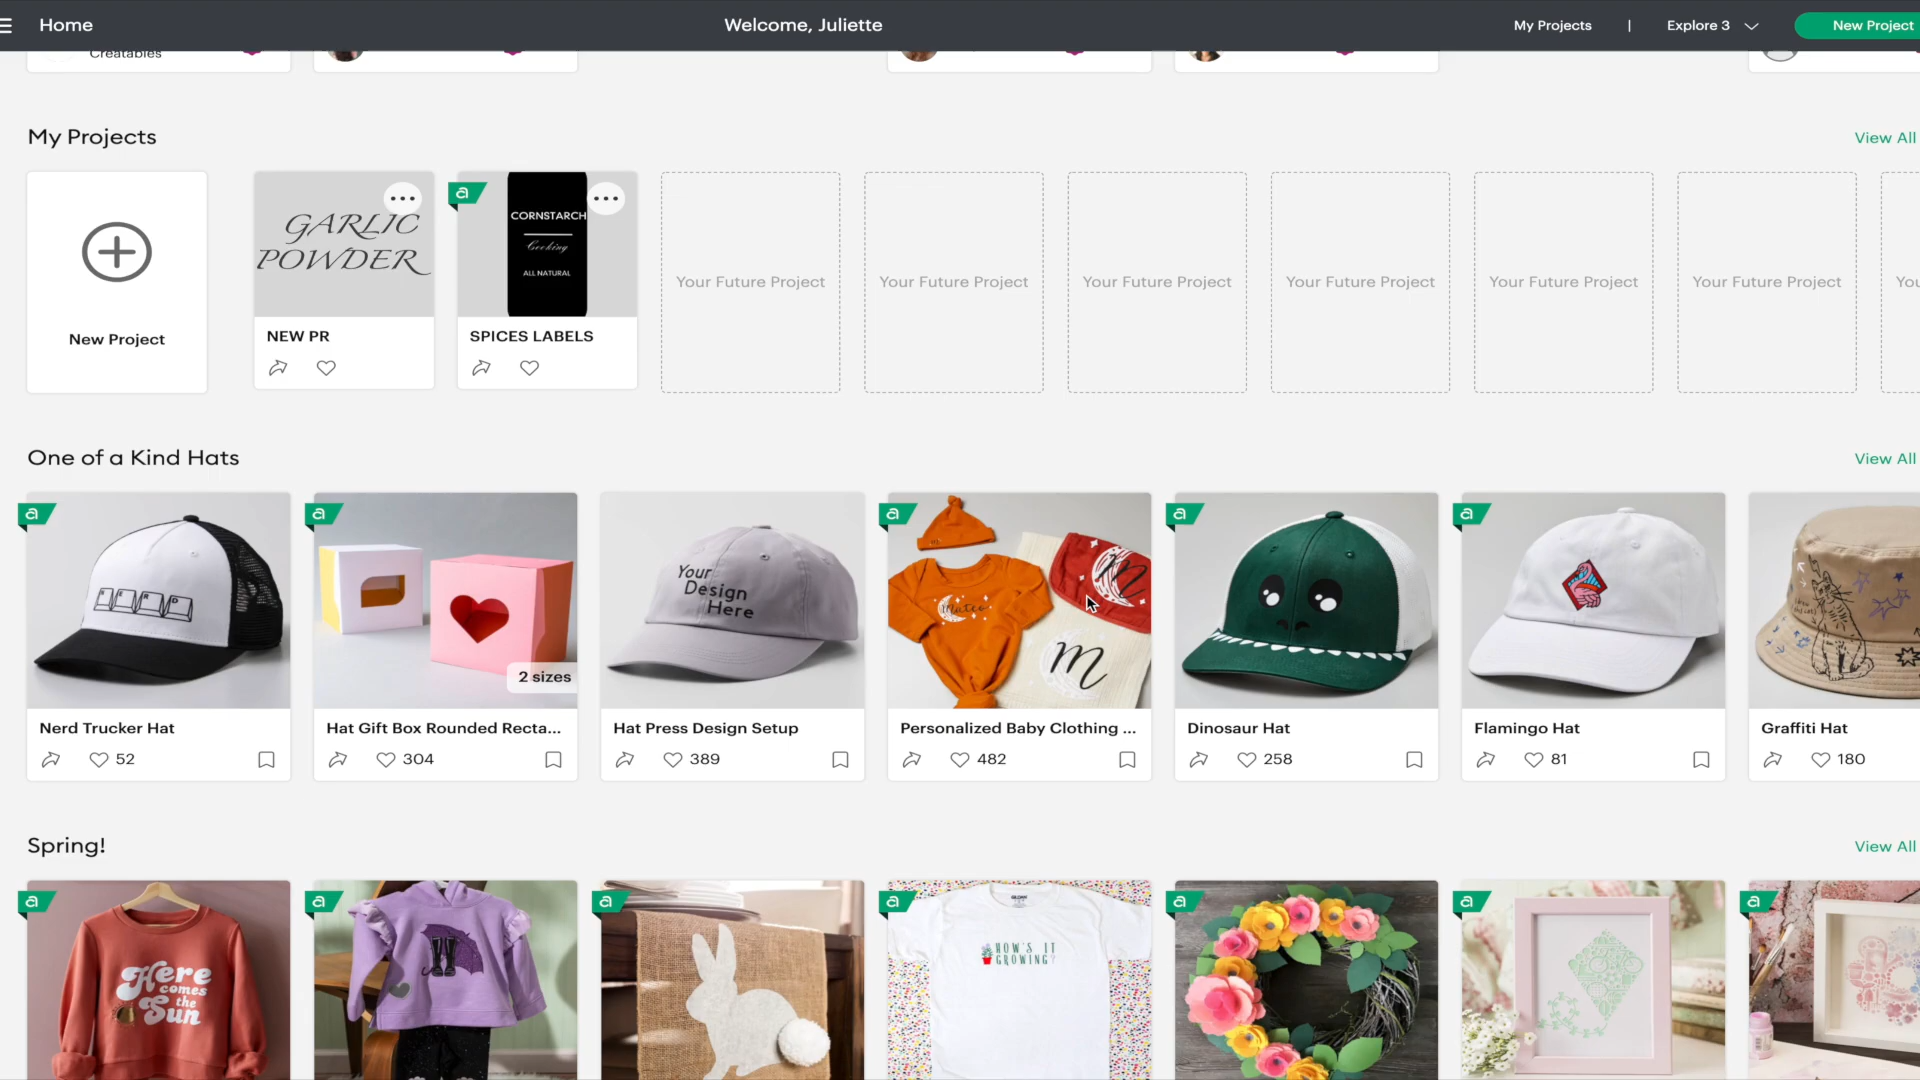 Home
Welcome, Juliette
My Projects
|
Explore 3
New Project
Creatables
My Projects
View All
New Project
GARLIC
POWDER
NEW PR
a
CORNSTARCH
Cooking
ALL NATURAL
SPICES LABELS
Your Future Project
Your Future Project
Your Future Project
Your Future Project
Your Future Project
Your Future Project
One of a Kind Hats
View All
a
NERD
Nerd Trucker Hat
52
a
2 sizes
Hat Gift Box Rounded Recta...
304
Your
Design
Here
Hat Press Design Setup
389
a
Mateo
m
m
Personalized Baby Clothing ...
482
a
Dinosaur Hat
258
a
Flamingo Hat
81
Graffiti Hat
180
Spring!
View All
a
Here
comes
the
Sun
a
a
a
HOW'S IT
GROWING?
a
a
a